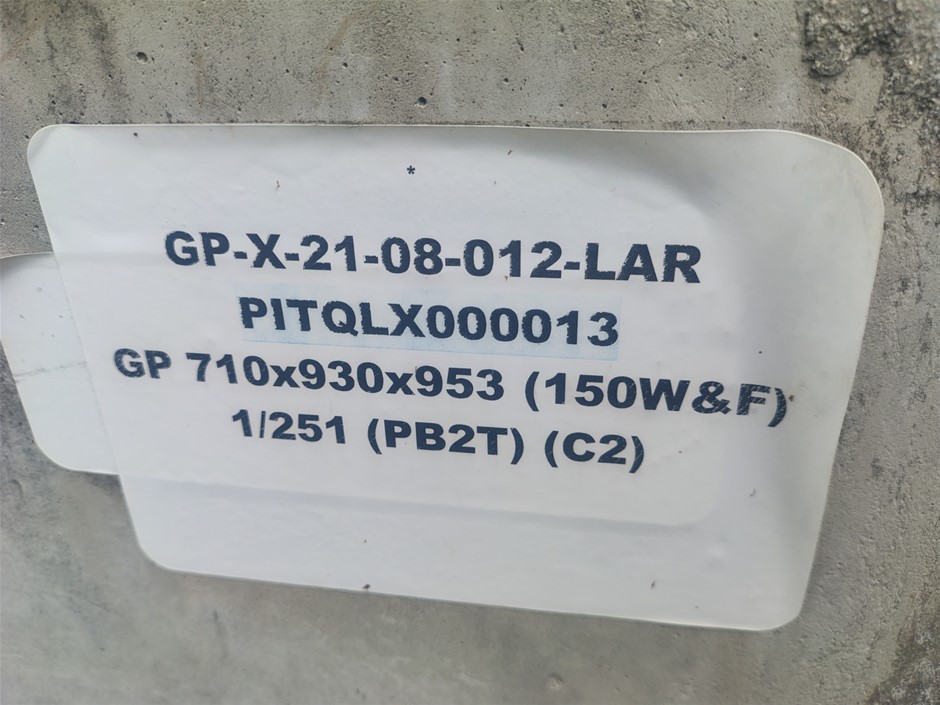 *
GP-X-21-08-012-LAR
PITQLX000013
GP 710x930x953 (150W&F)
1/251 (PB2T) (C2)